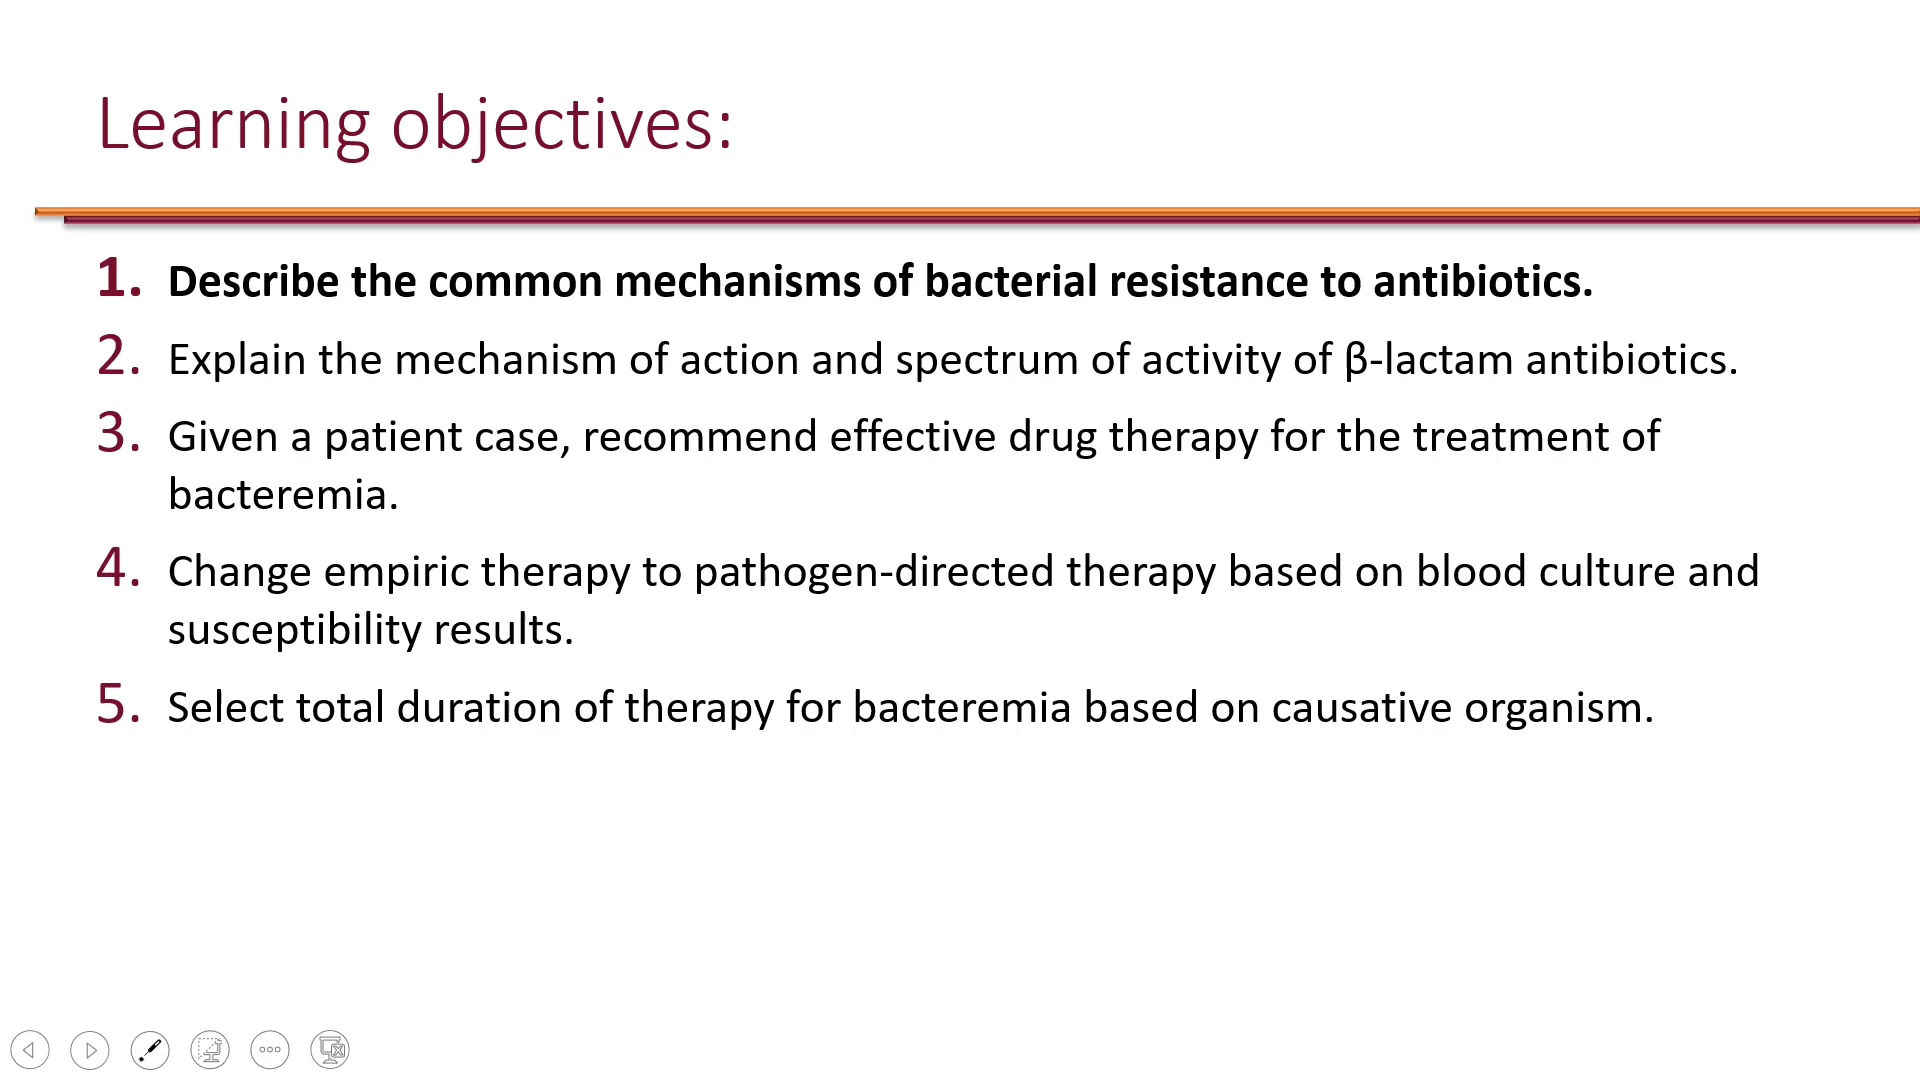 Learning objectives:
1. Describe the common mechanisms of bacterial resistance to antibiotics.
2. Explain the mechanism of action and spectrum of activity of β-lactam antibiotics.
3. Given a patient case, recommend effective drug therapy for the treatment of
bacteremia.
4. Change empiric therapy to pathogen-directed therapy based on blood culture and
susceptibility results.
5. Select total duration of therapy for bacteremia based on causative organism.